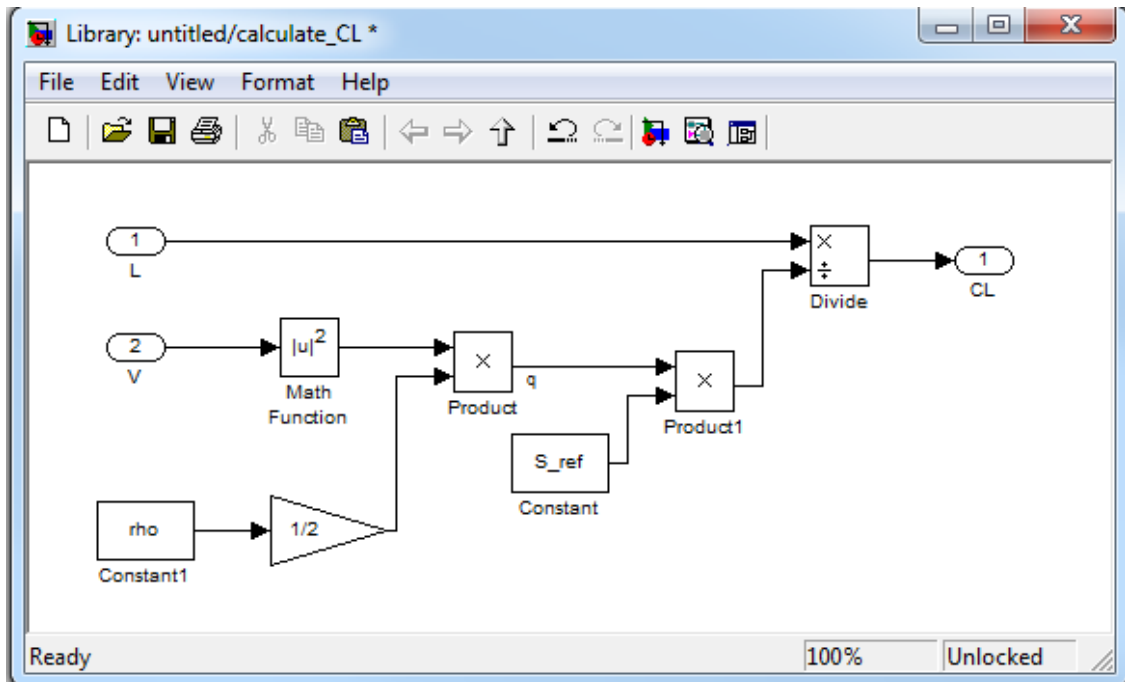 Library: untitled/calculate_CL *
File Edit View Format Help
1
L
×
÷
Divide
1
CL
2
V
|u|²
Math
Function
×
Product
q
×
Product1
S_ref
Constant
rho
Constant1
1/2
Ready 100% Unlocked